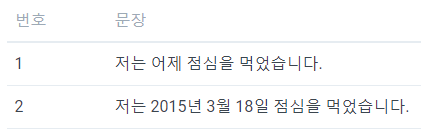 번호 문장
1 저는 어제 점심을 먹었습니다.
2 저는 2015년 3월 18일 점심을 먹었습니다.